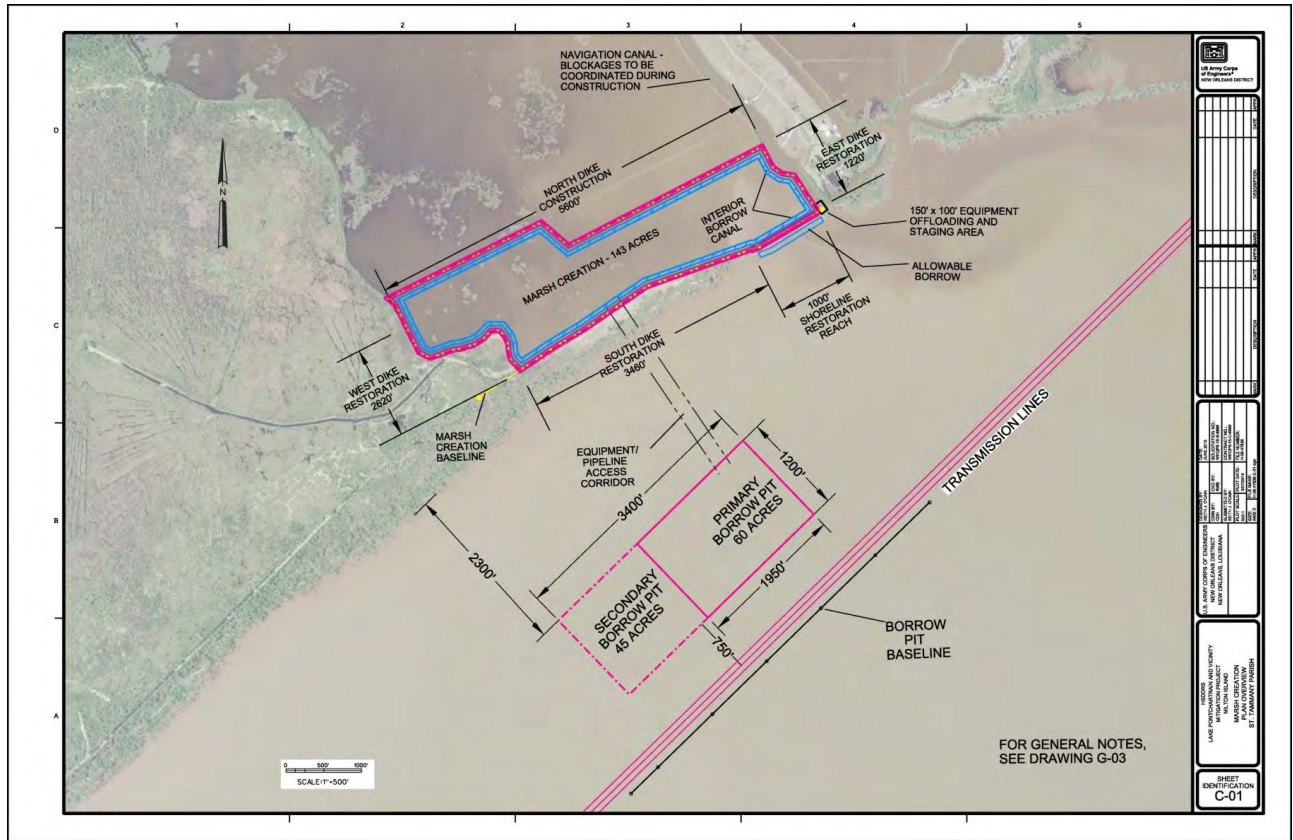 1
2
3
4
5
D
C
B
A
NAVIGATION CANAL -
BLOCKAGES TO BE
COORDINATED DURING
CONSTRUCTION
NORTH DIKE
CONSTRUCTION
5600'
EAST DIKE
RESTORATION
1220'
N
INTERIOR
BORROW
CANAL
150' x 100' EQUIPMENT
OFFLOADING AND
STAGING AREA
MARSH CREATION - 143 ACRES
ALLOWABLE
BORROW
1000'
SHORELINE
RESTORATION
REACH
SOUTH DIKE
RESTORATION
3460'
WEST DIKE
RESTORATION
2620'
MARSH
CREATION
BASELINE
EQUIPMENT/
PIPELINE
ACCESS
CORRIDOR
TRANSMISSION LINES
1200'
3400'
PRIMARY
BORROW PIT
60 ACRES
2300'
1950'
SECONDARY
BORROW PIT
45 ACRES
750'
BORROW
PIT
BASELINE
FOR GENERAL NOTES,
SEE DRAWING G-03
0 500' 1000'
SCALE:1"=500'
US Army Corps
of Engineers®
NEW ORLEANS DISTRICT
DATE
DESCRIPTION
DATE
DESCRIPTION
U.S. ARMY CORPS OF ENGINEERS
NEW ORLEANS DISTRICT
NEW ORLEANS, LOUISIANA
HSDRRS
LAKE PONTCHARTRAIN AND VICINITY
MITIGATION PROJECT
MILTON ISLAND
MARSH CREATION
PLAN OVERVIEW
ST. TAMMANY PARISH
SHEET
IDENTIFICATION
C-01